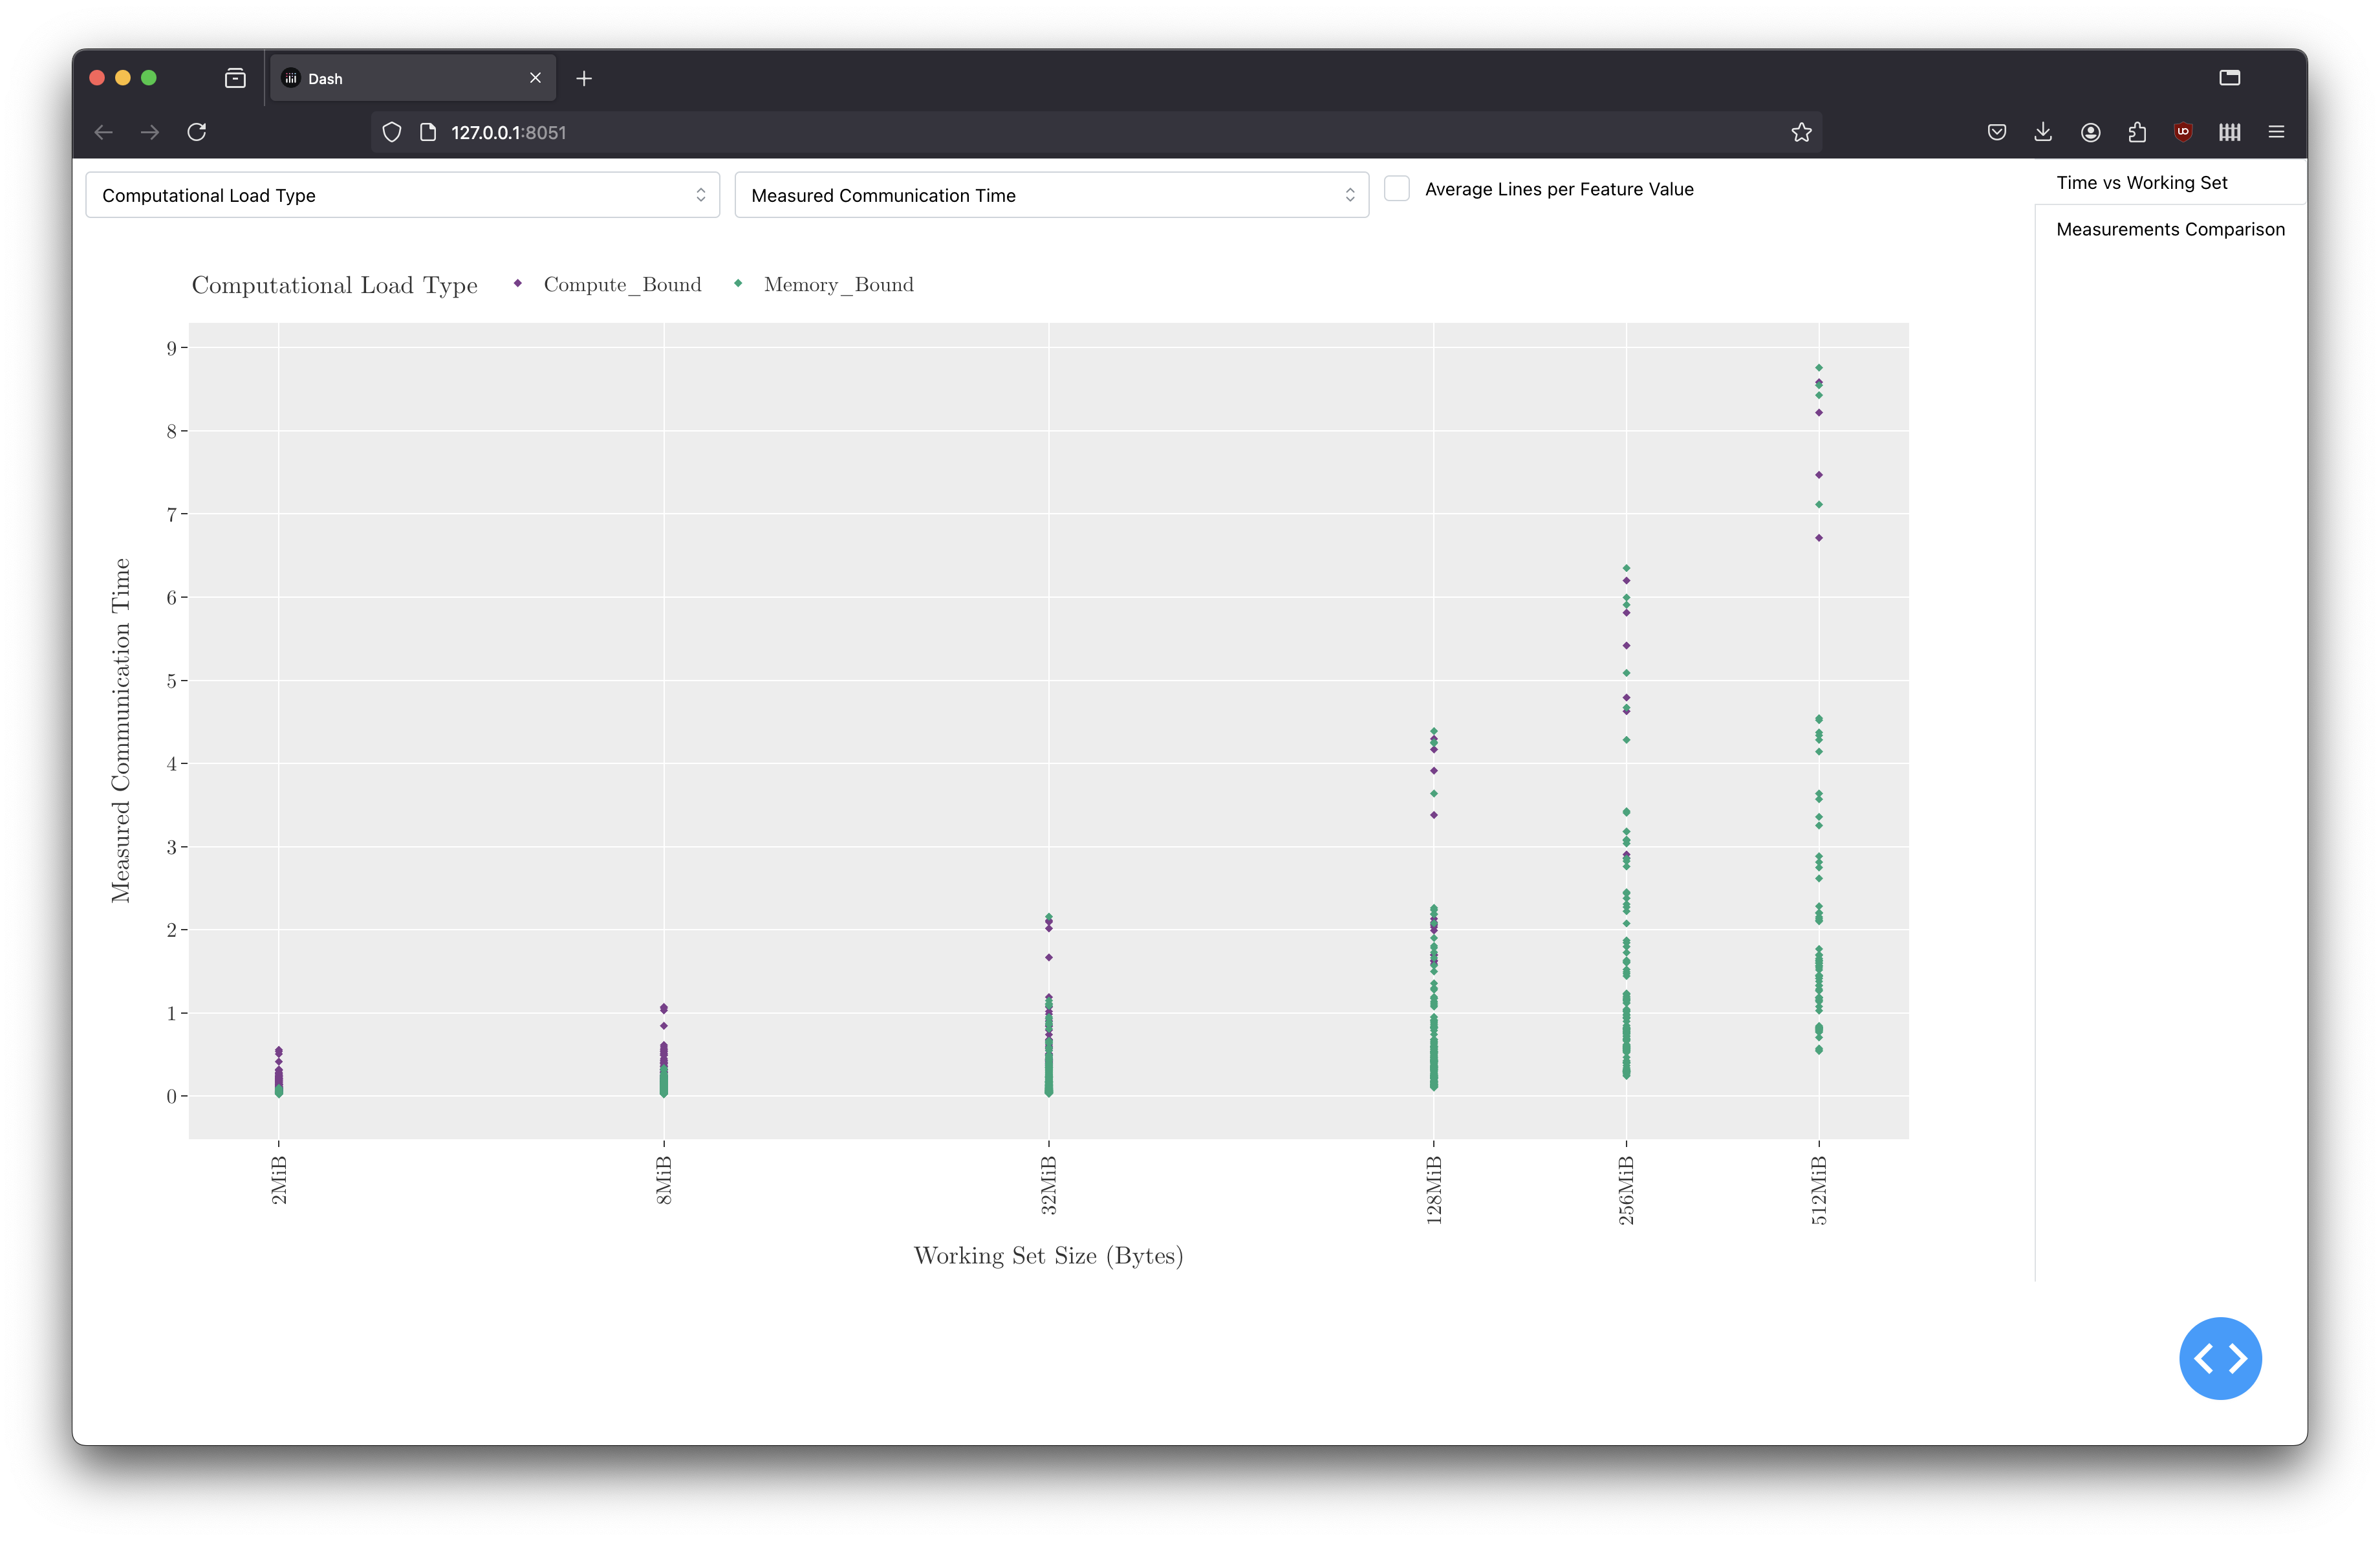 Dash
127.0.0.1:8051
Computational Load Type
Measured Communication Time
Average Lines per Feature Value
Time vs Working Set
Measurements Comparison
Computational Load Type
Compute_Bound
Memory_Bound
9
8
7
6
5
4
3
2
1
0
Measured Communication Time
2MiB
8MiB
32MiB
128MiB
256MiB
512MiB
Working Set Size (Bytes)